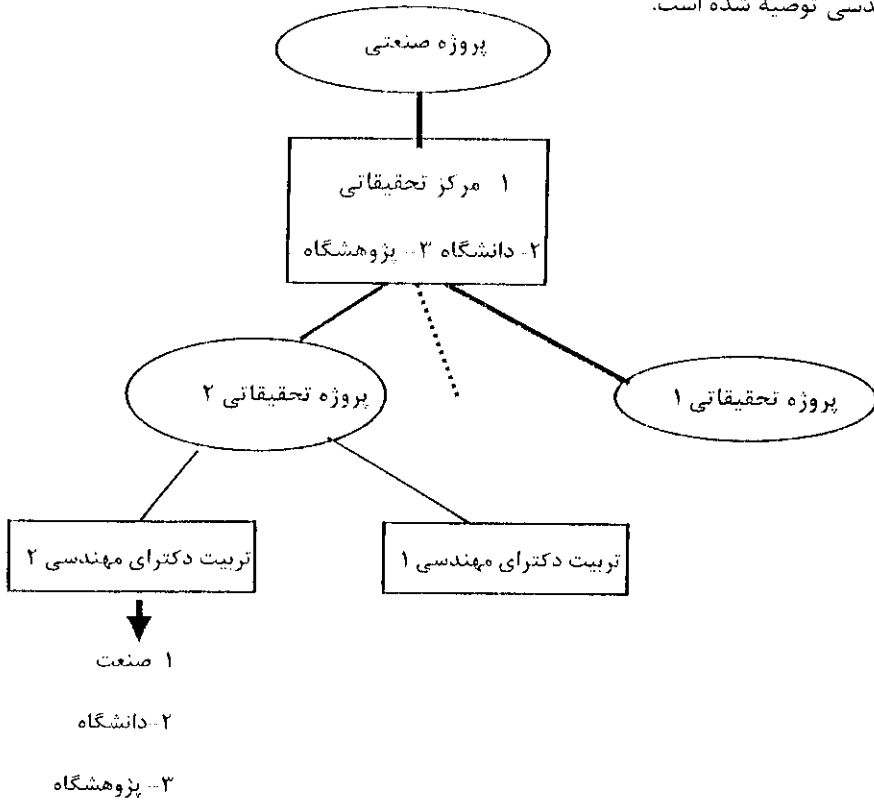 توصیه شده است.
پروژه صنعتی
۱ مرکز تحقیقاتی
۲- دانشگاه ۳- پژوهشگاه
پروژه تحقیقاتی ۱
پروژه تحقیقاتی ۲
تربیت دکترای مهندسی ۱
تربیت دکترای مهندسی ۲
۱ صنعت
۲- دانشگاه
۳- پژوهشگاه